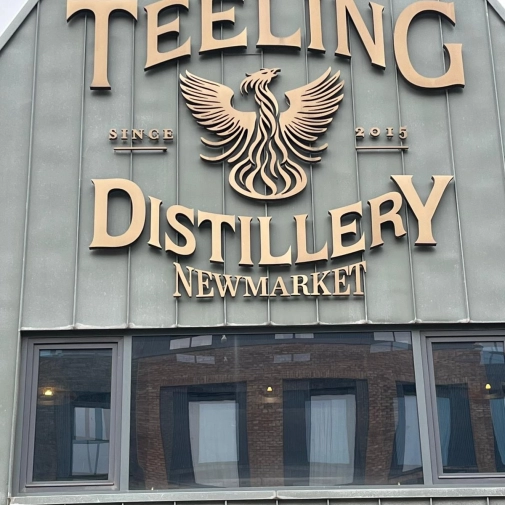 TEELING
SINCE 2015
DISTILLERY
NEWMARKET